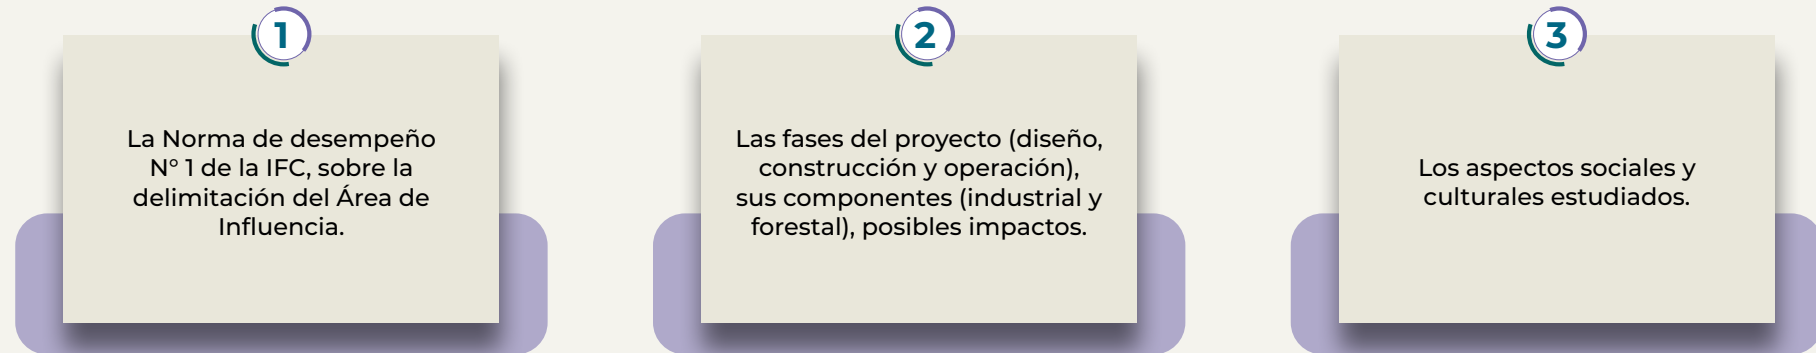 1
La Norma de desempeño
N° 1 de la IFC, sobre la
delimitación del Área de
Influencia.
2
Las fases del proyecto (diseño,
construcción y operación),
sus componentes (industrial y
forestal), posibles impactos.
3
Los aspectos sociales y
culturales estudiados.